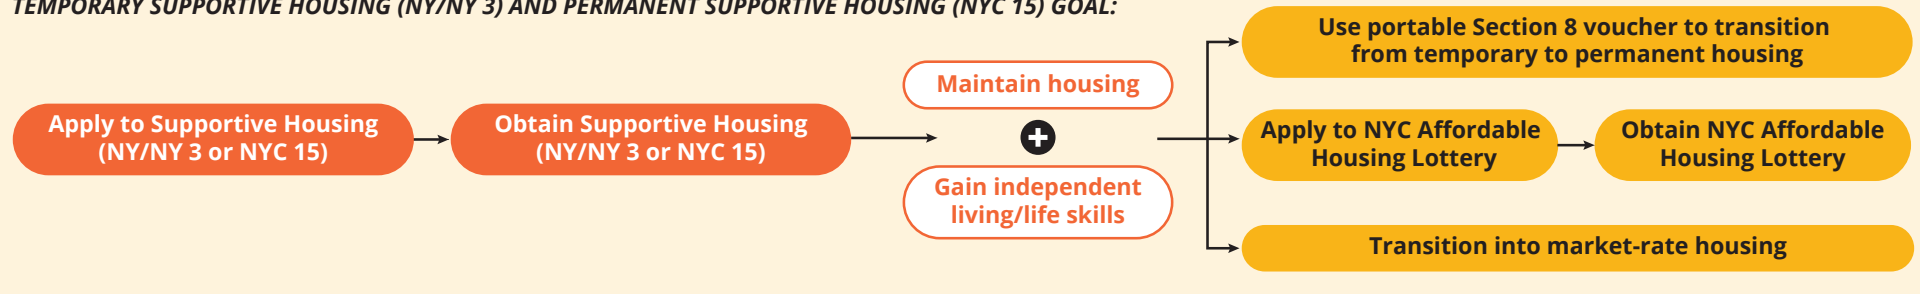 TEMPORARY SUPPORTIVE HOUSING (NY/NY 3) AND PERMANENT SUPPORTIVE HOUSING (NYC 15) GOAL:
Apply to Supportive Housing
(NY/NY 3 or NYC 15)
Obtain Supportive Housing
(NY/NY 3 or NYC 15)
Maintain housing
Gain independent
living/life skills
Use portable Section 8 voucher to transition
from temporary to permanent housing
Apply to NYC Affordable
Housing Lottery
Obtain NYC Affordable
Housing Lottery
Transition into market-rate housing